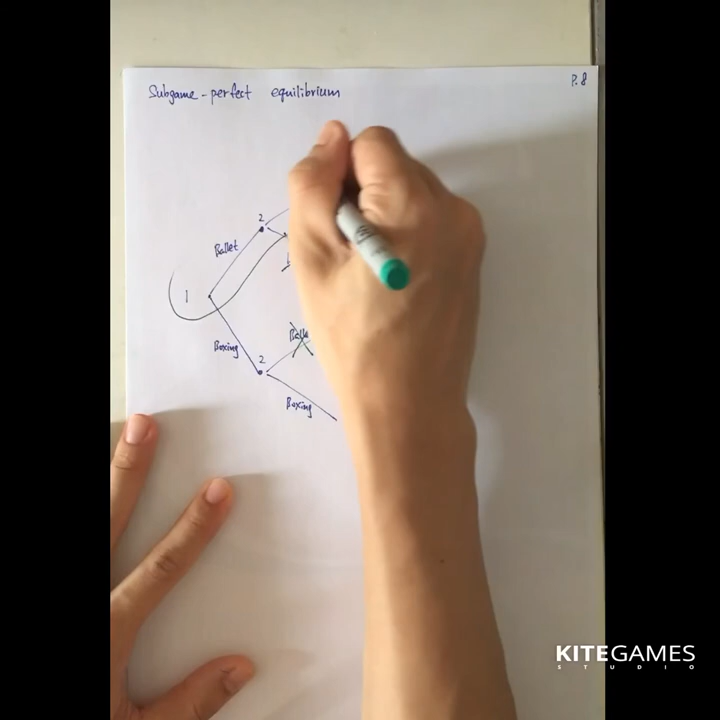 Subgame-perfect equilibrium
P. 8
2
Ballet
1
Boxing
2
Boxing
KITEGAMES
STUDIO